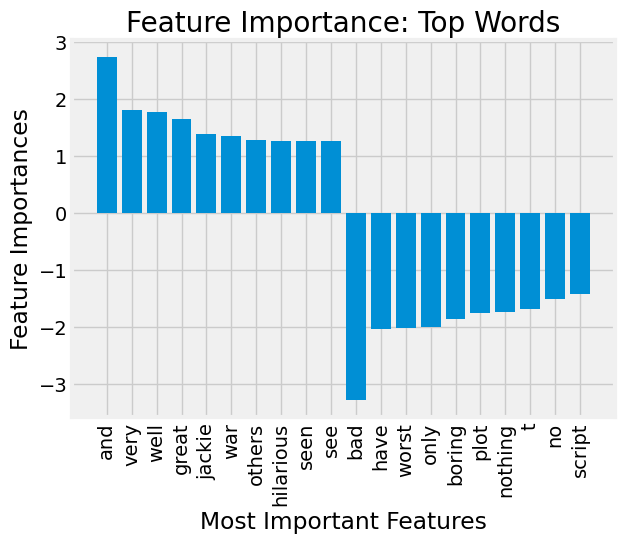 Feature Importance: Top Words
Feature Importances
3
2
1
0
−1
−2
−3
and
very
well
great
jackie
war
others
hilarious
seen
see
bad
have
worst
only
boring
plot
nothing
t
no
script
Most Important Features